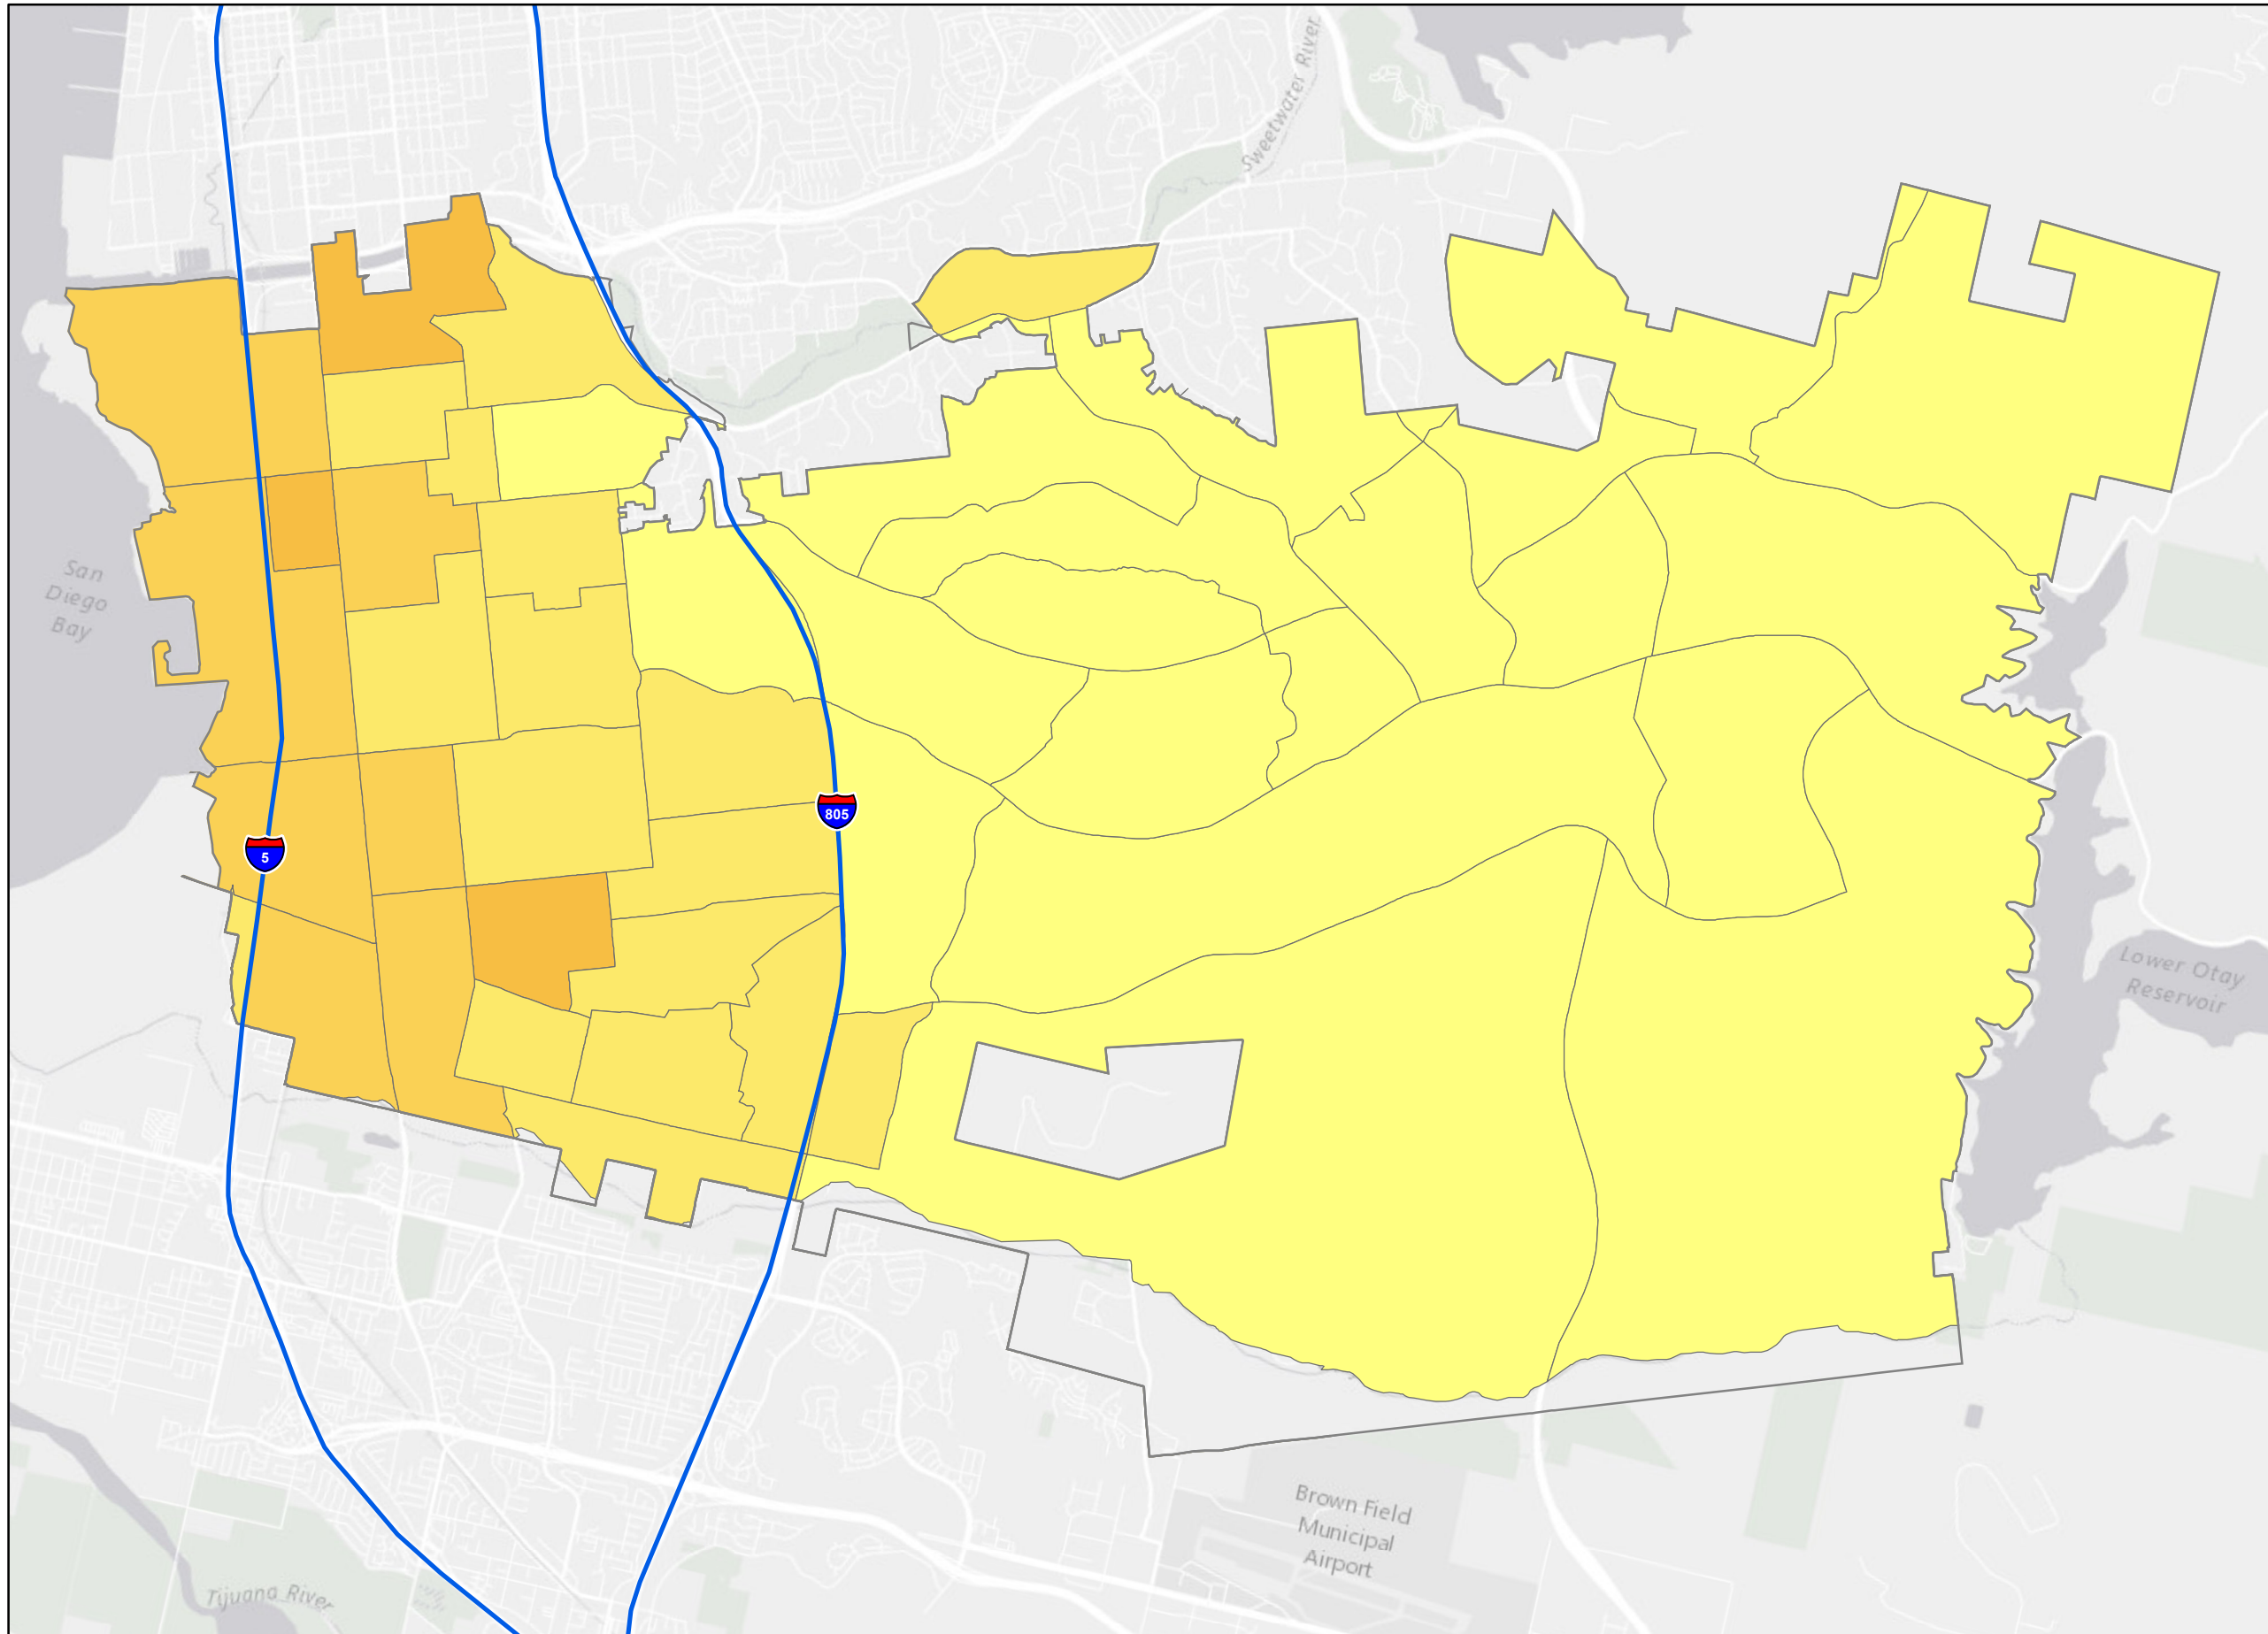 Sweetwater River
San
Diego
Bay
805
5
Lower Otay
Reservoir
Brown Field
Municipal
Airport
Tijuana River